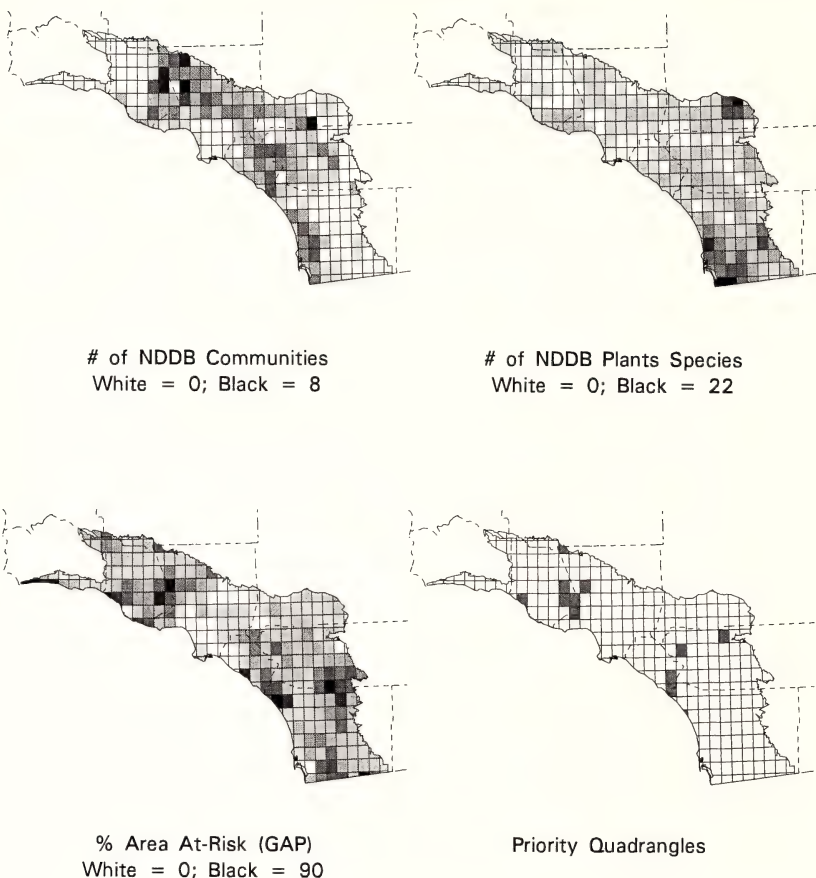 # of NDDB Communities
White = 0; Black = 8
# of NDDB Plants Species
White = 0; Black = 22
% Area At-Risk (GAP)
White = 0; Black = 90
Priority Quadrangles